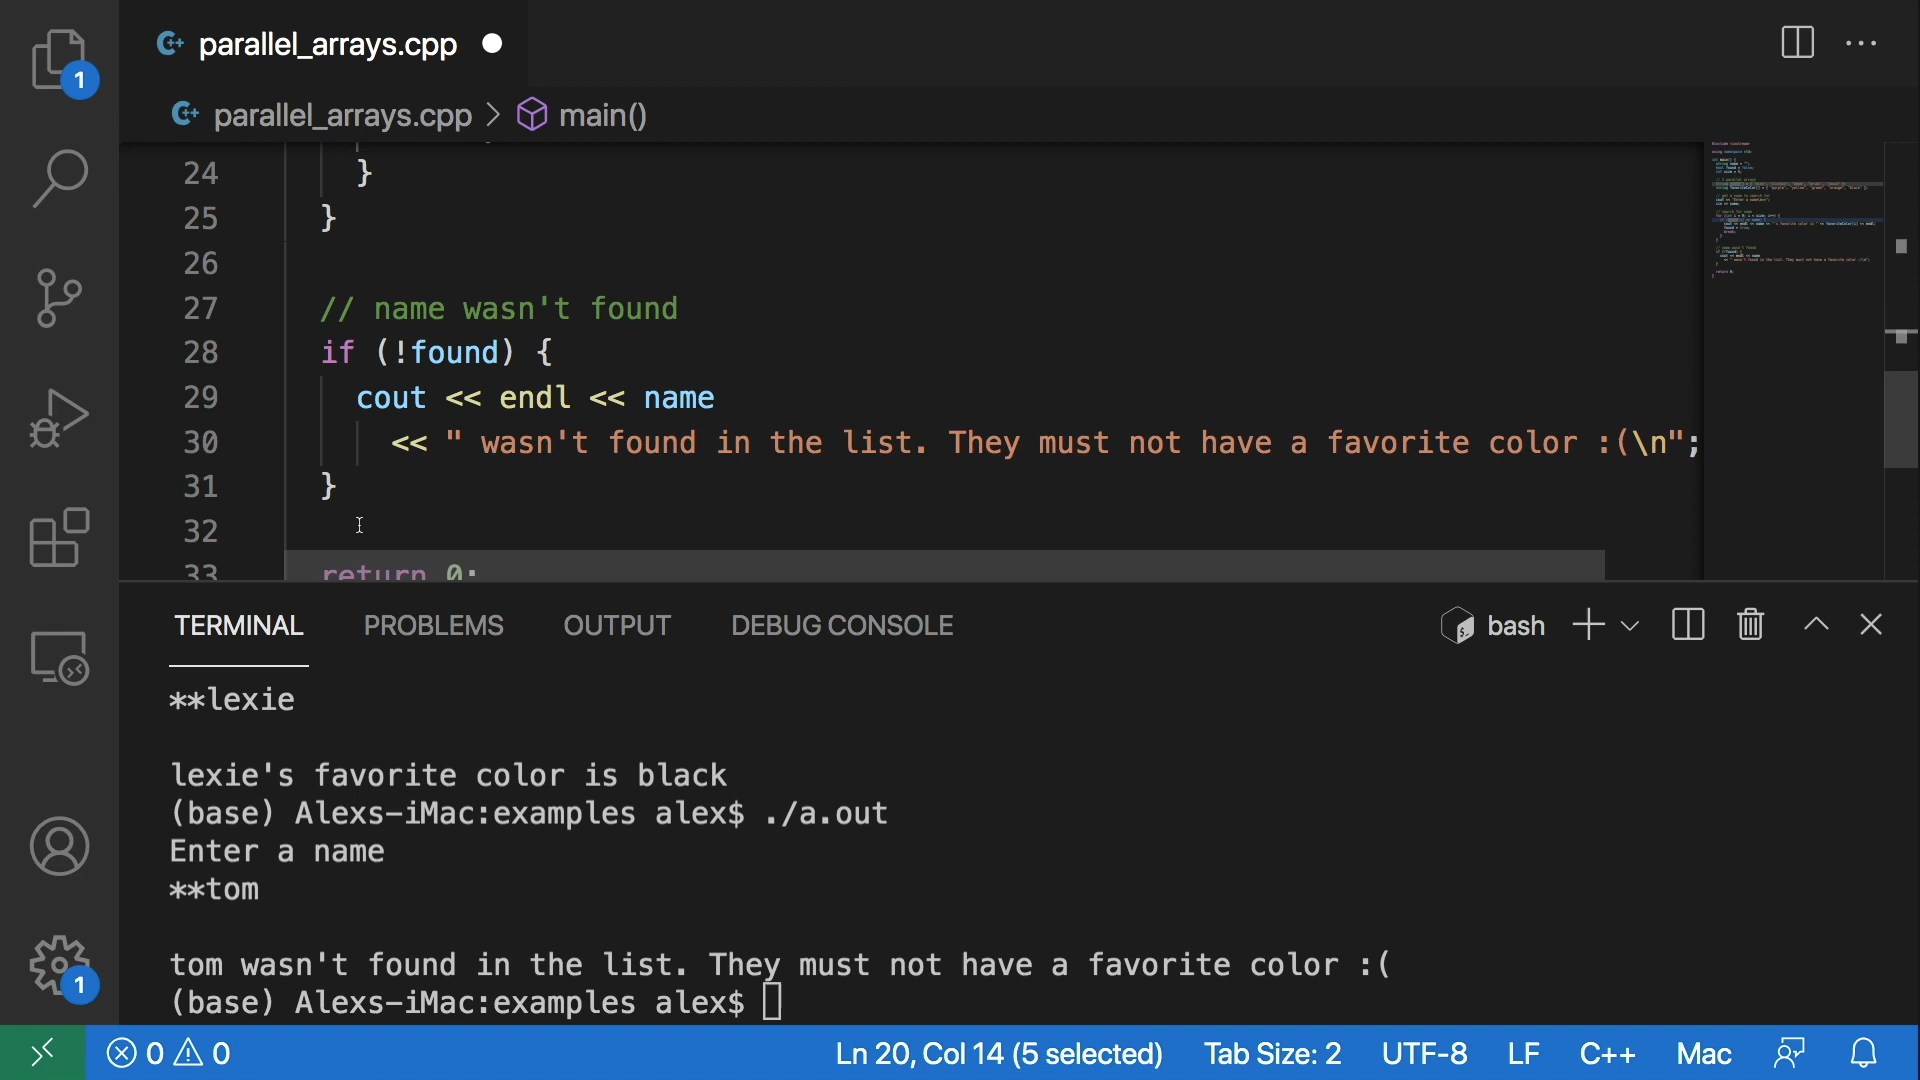 parallel_arrays.cpp
1
parallel_arrays.cpp > main()
24 }
25 }
26
27 // name wasn't found
28 if (!found) {
29 cout << endl << name
30 << " wasn't found in the list. They must not have a favorite color :(\n";
31 }
32
33 return 0;
TERMINAL PROBLEMS OUTPUT DEBUG CONSOLE bash
**lexie
lexie's favorite color is black
(base) Alexs-iMac:examples alex$ ./a.out
Enter a name
**tom
tom wasn't found in the list. They must not have a favorite color :(
(base) Alexs-iMac:examples alex$
1
0 0 Ln 20, Col 14 (5 selected) Tab Size: 2 UTF-8 LF C++ Mac